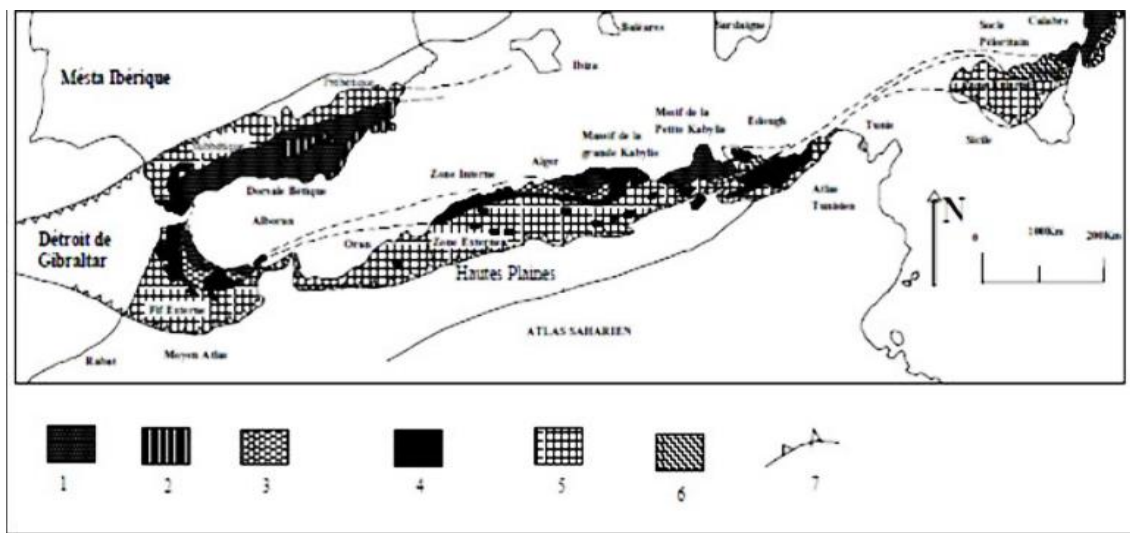 Baléares
Sardaigne
Socle
Péloritain
Calabre
Ibiza
Mésta Ibérique
Massif de la
Petite Kabylie
Edough
Tunis
Massif de la
grande Kabylie
Alger
Zone Interne
Sicile
Dorsale Bétique
Atlas
Tunisien
Alboran
N
Détroit de
Gibraltar
Oran
Zone Externe
Hautes Plaines
0 100Km 200Km
Rif Externe
ATLAS SAHARIEN
Moyen Atlas
Rabat
1 2 3 4 5 6 7